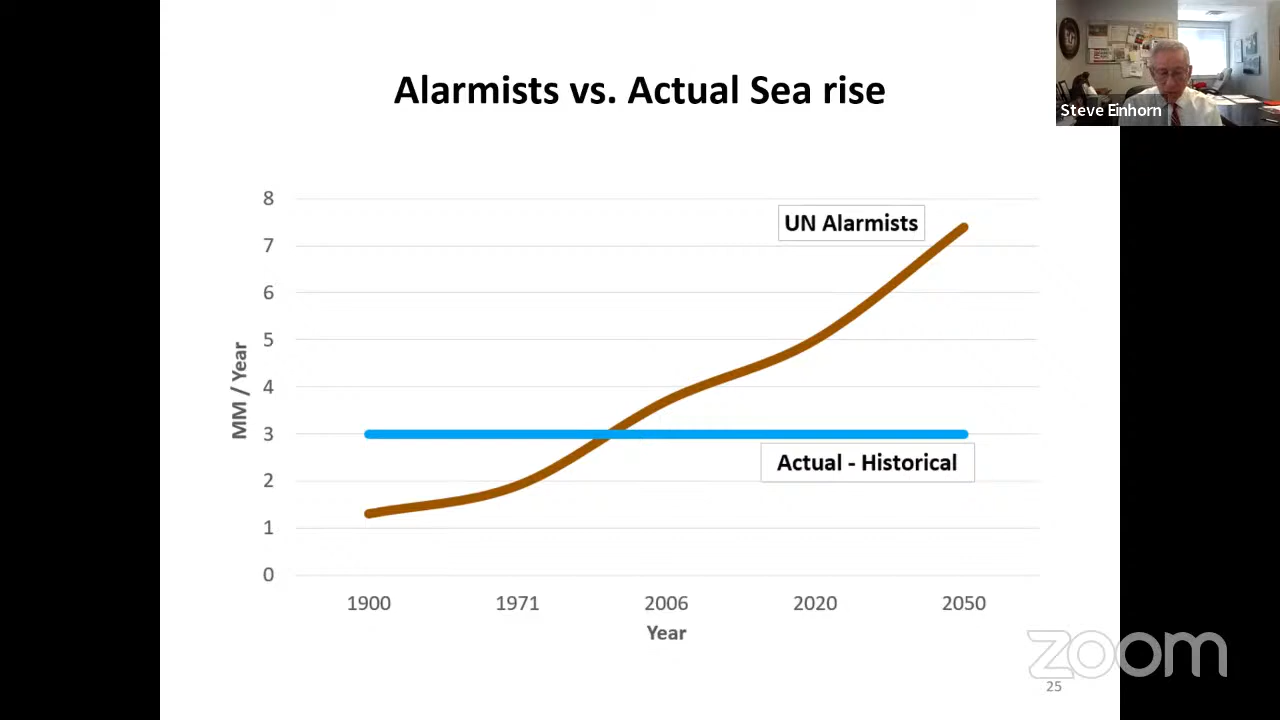 Alarmists vs. Actual Sea rise
Steve Einhorn
8
UN Alarmists
7
6
5
4
3
Actual - Historical
2
1
0
MM / Year
1900 1971 2006 2020 2050
Year
zoom
25